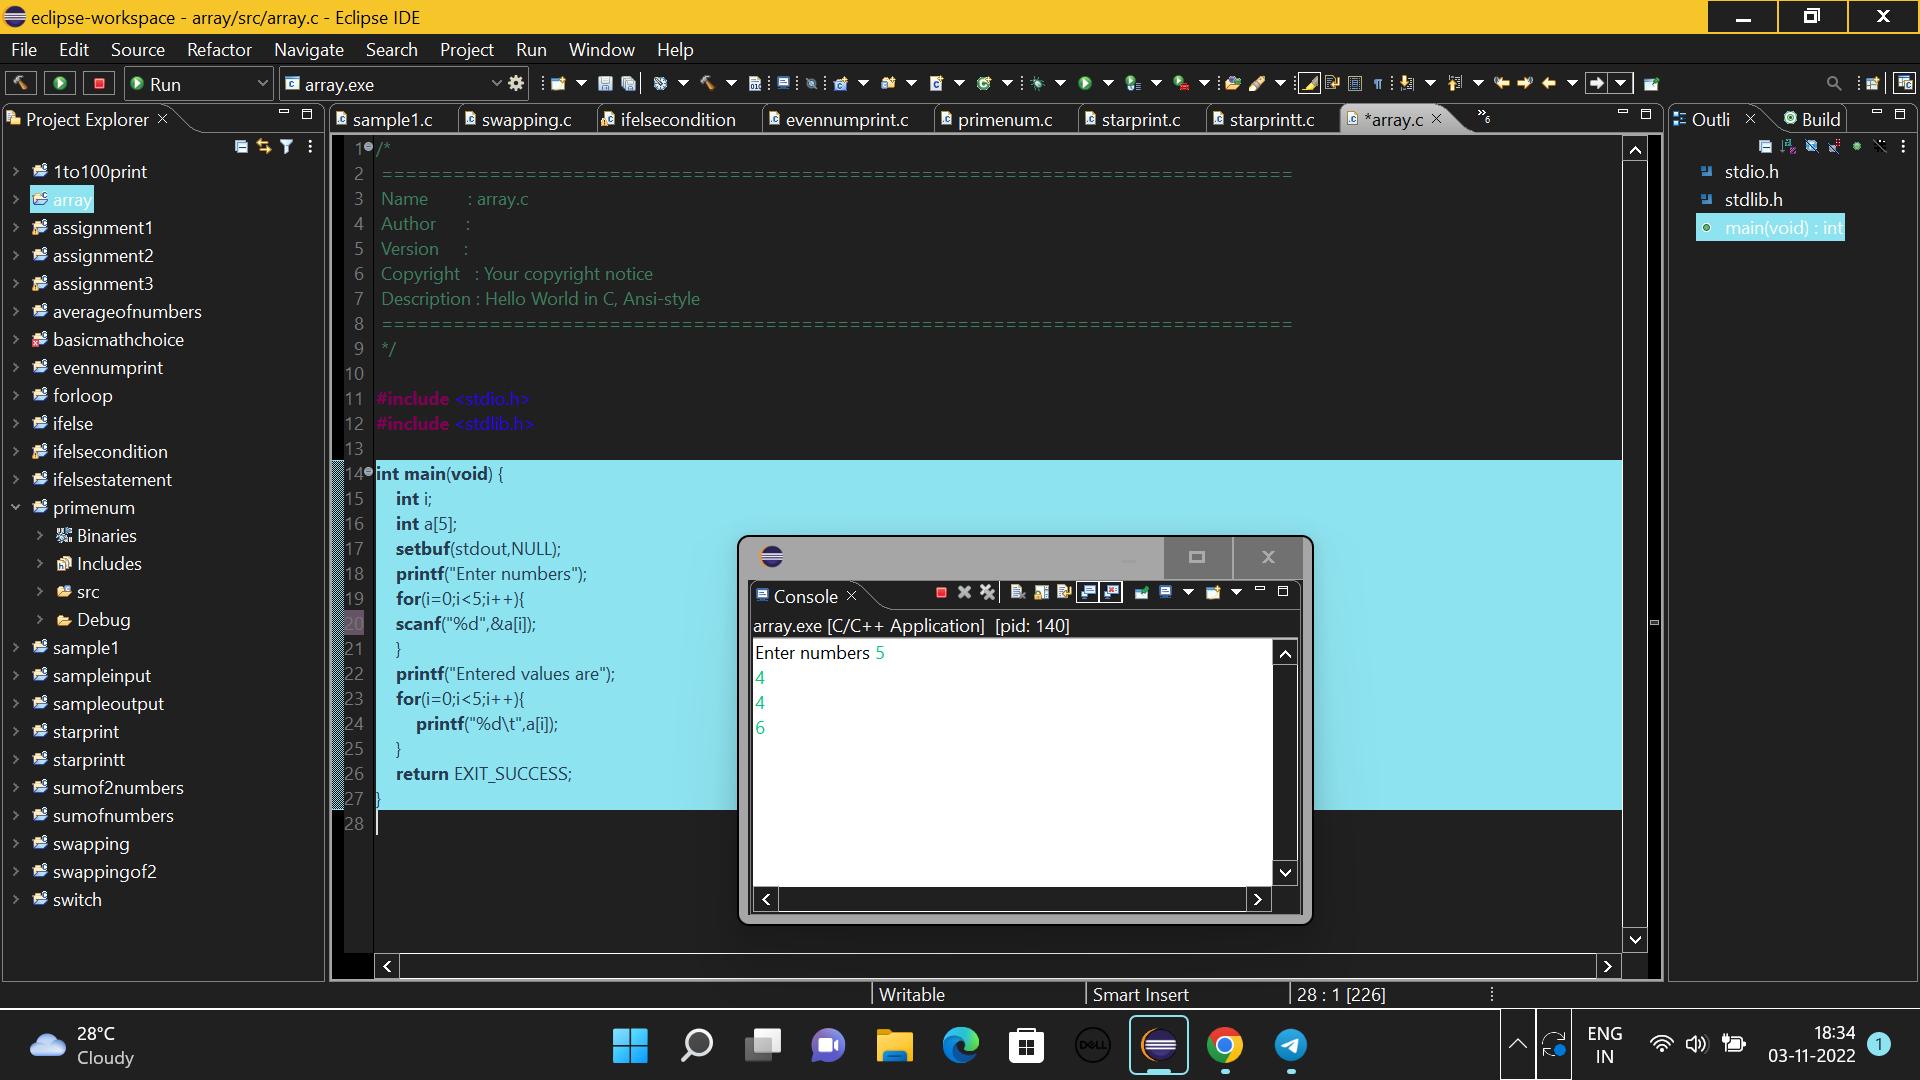 eclipse-workspace - array/src/array.c - Eclipse IDE
File Edit Source Refactor Navigate Search Project Run Window Help
Run array.exe
Project Explorer
sample1.c swapping.c ifelsecondition evennumprint.c primenum.c starprint.c starprintt.c *array.c »6
Outli Build
1to100print
array
assignment1
assignment2
assignment3
averageofnumbers
basicmathchoice
evennumprint
forloop
ifelse
ifelsecondition
ifelsestatement
primenum
Binaries
Includes
src
Debug
sample1
sampleinput
sampleoutput
starprint
starprintt
sumof2numbers
sumofnumbers
swapping
swappingof2
switch
1 /*
2 ============================================================================
3 Name        : array.c
4 Author      :
5 Version     :
6 Copyright   : Your copyright notice
7 Description : Hello World in C, Ansi-style
8 ============================================================================
9 */
10
11 #include <stdio.h>
12 #include <stdlib.h>
13
14 int main(void) {
15 int i;
16 int a[5];
17 setbuf(stdout,NULL);
18 printf("Enter numbers");
19 for(i=0;i<5;i++){
20 scanf("%d",&a[i]);
21 }
22 printf("Entered values are");
23 for(i=0;i<5;i++){
24 printf("%d\t",a[i]);
25 }
26 return EXIT_SUCCESS;
27 }
28
Console
array.exe [C/C++ Application] [pid: 140]
Enter numbers 5
4
4
6
stdio.h
stdlib.h
main(void) : int
Writable Smart Insert 28 : 1 [226]
28°C
Cloudy
DELL
ENG
IN
18:34
03-11-2022
1